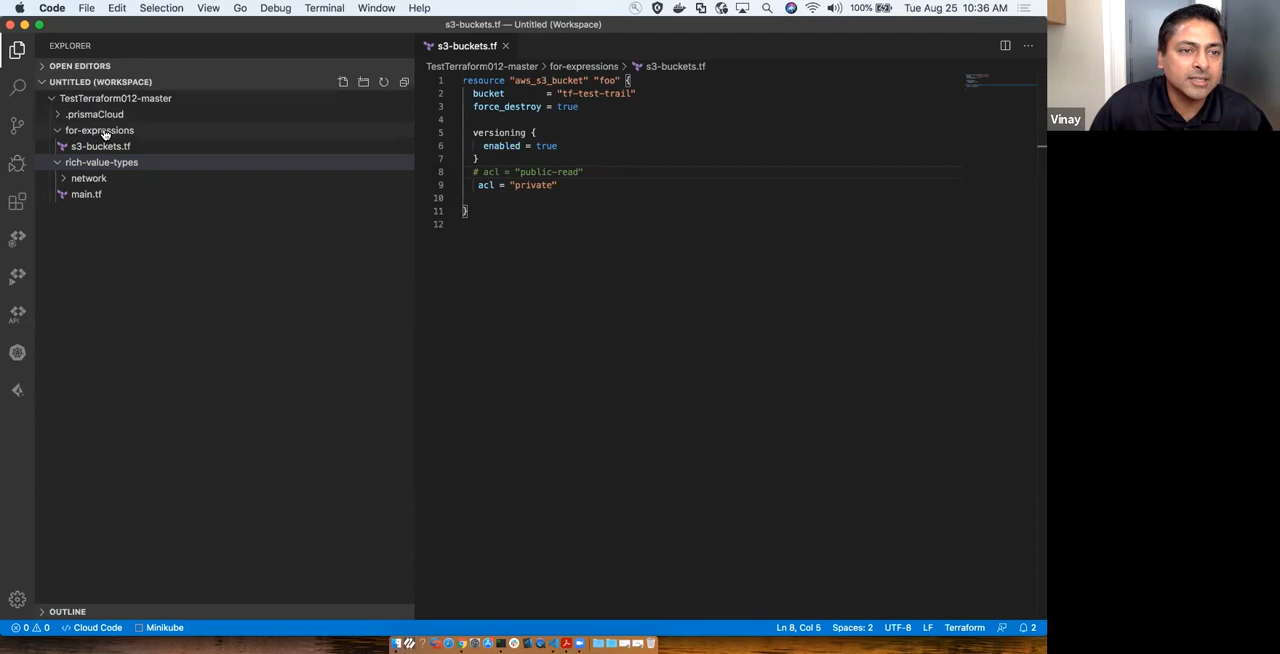 Code File Edit Selection View Go Debug Terminal Window Help 100% Tue Aug 25 10:36 AM
s3-buckets.tf — Untitled (Workspace)
EXPLORER
OPEN EDITORS
UNTITLED (WORKSPACE)
TestTerraform012-master
.prismaCloud
for-expressions
s3-buckets.tf
rich-value-types
network
main.tf
API
OUTLINE
s3-buckets.tf
TestTerraform012-master > for-expressions > s3-buckets.tf
1 resource "aws_s3_bucket" "foo" {
2 bucket = "tf-test-trail"
3 force_destroy = true
4
5 versioning {
6 enabled = true
7 }
8 # acl = "public-read"
9 acl = "private"
10
11 }
12
0 0 Cloud Code Minikube Ln 8, Col 5 Spaces: 2 UTF-8 LF Terraform 2
Vinay